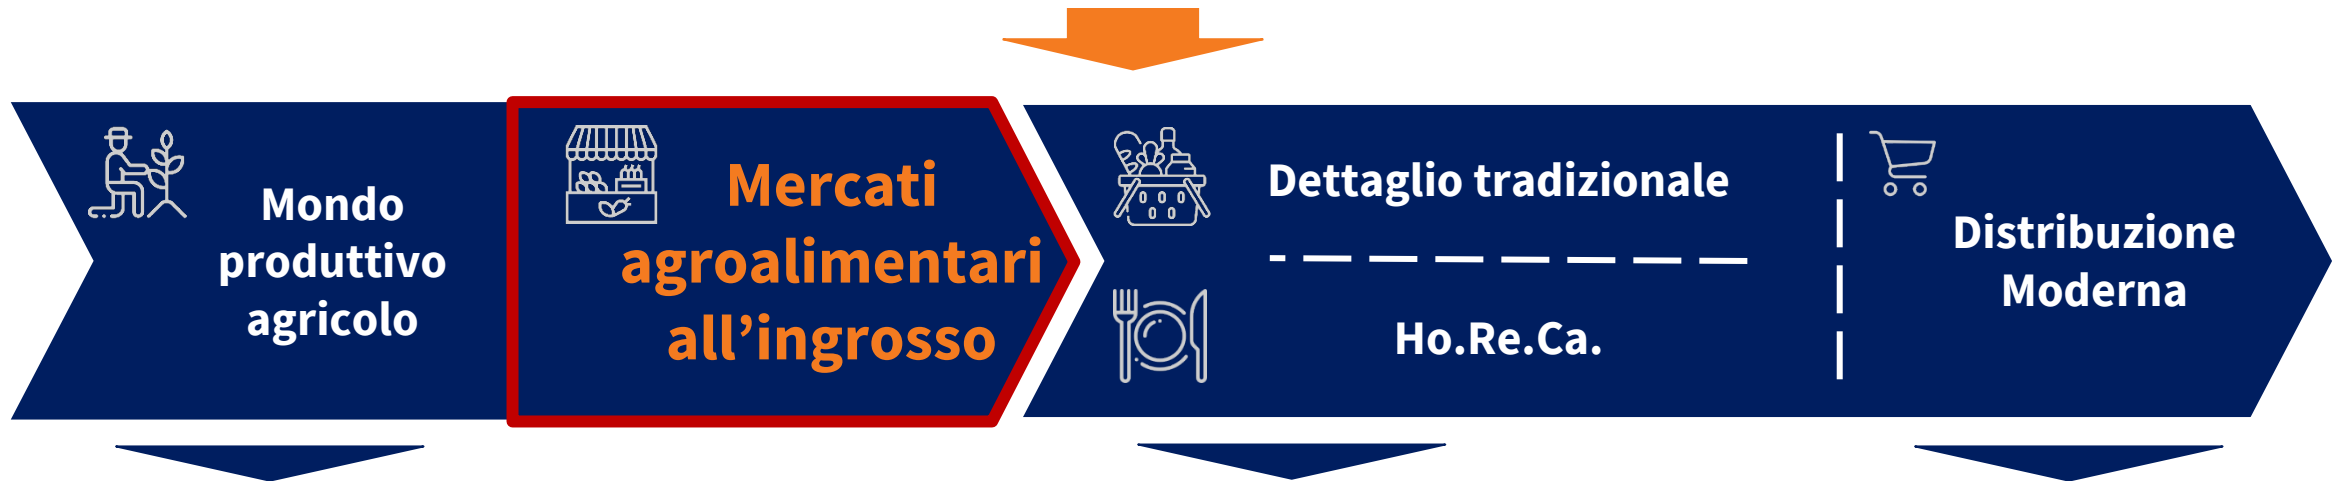 Mondo
produttivo
agricolo
Mercati
agroalimentari
all’ingrosso
Dettaglio tradizionale
Ho.Re.Ca.
Distribuzione
Moderna